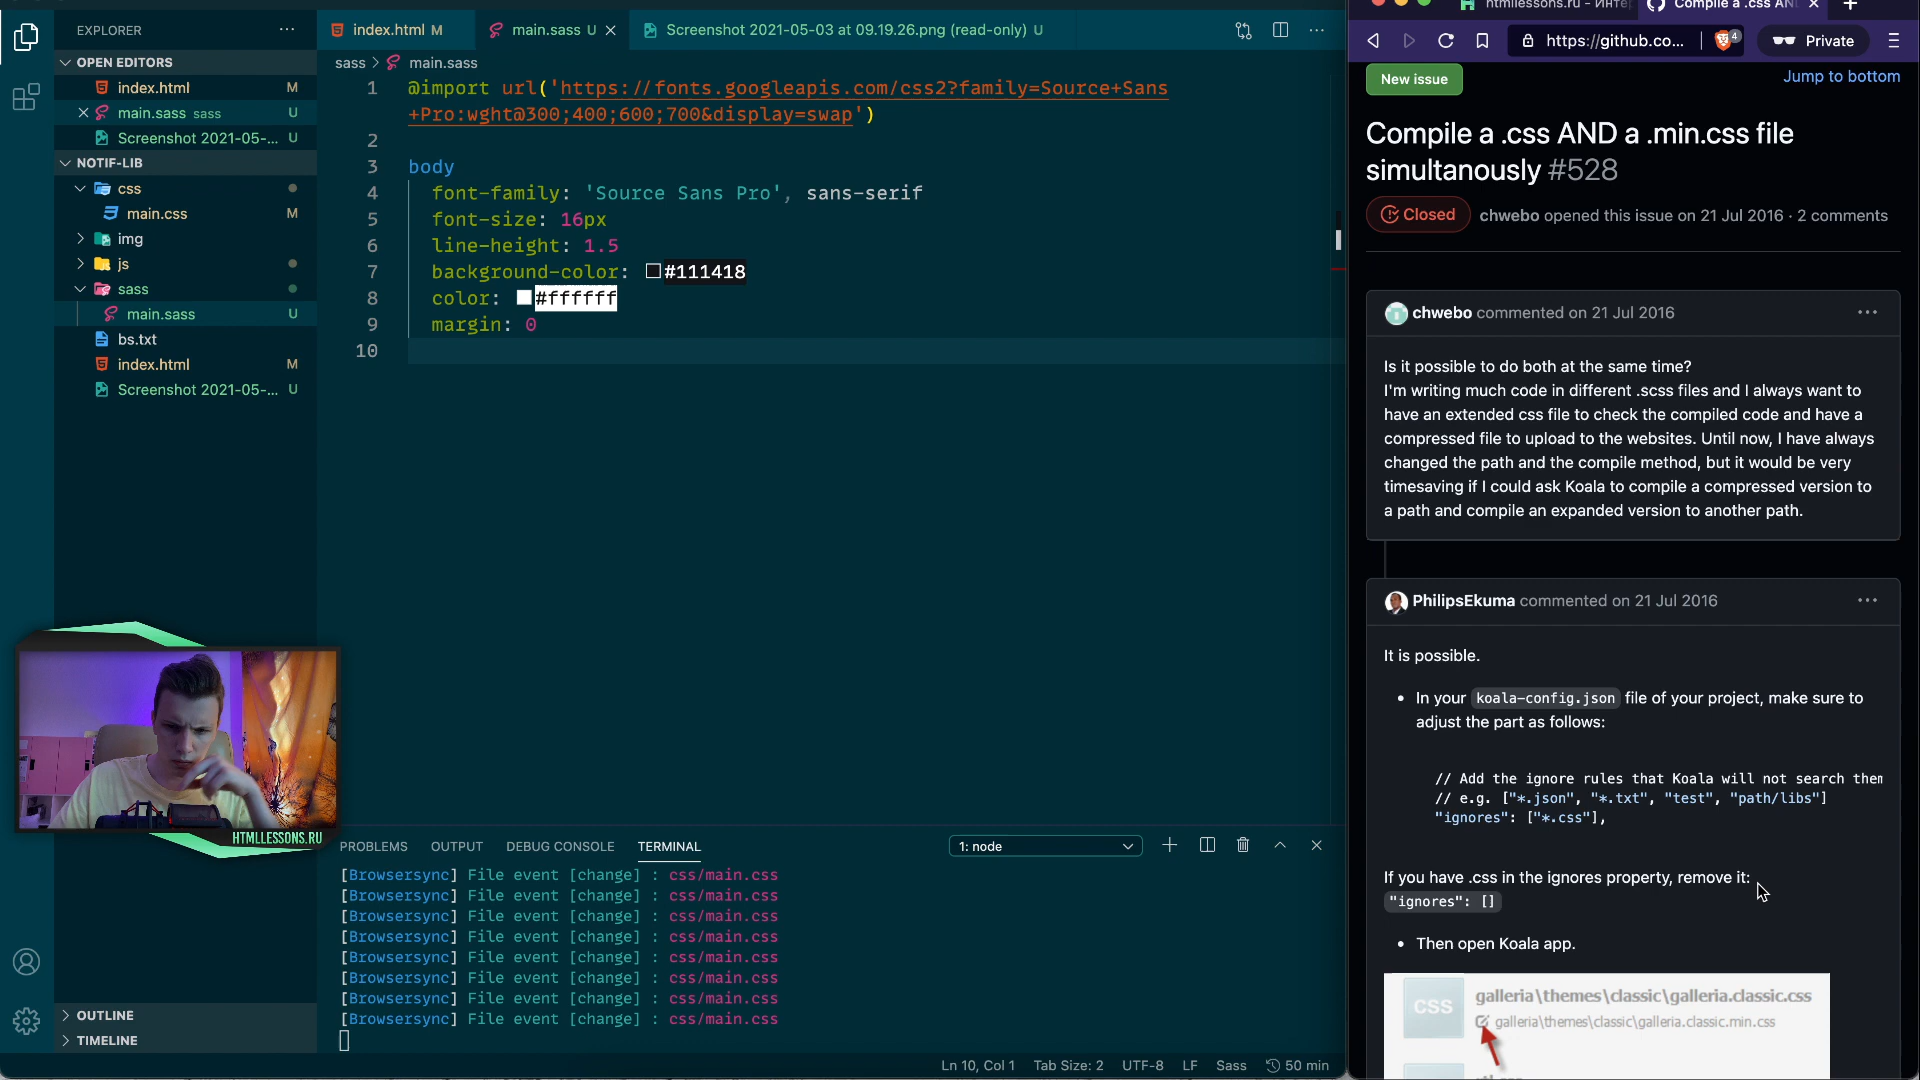 EXPLORER
OPEN EDITORS
index.html M
main.sass sass U
Screenshot 2021-05-... U
NOTIF-LIB
css
main.css M
img
js
sass
main.sass U
bs.txt
index.html M
Screenshot 2021-05-... U
OUTLINE
TIMELINE
HTMLLESSONS.RU
index.html M
main.sass U
Screenshot 2021-05-03 at 09.19.26.png (read-only) U
sass > main.sass
1 @import url('https://fonts.googleapis.com/css2?family=Source+Sans
+Pro:wght@300;400;600;700&display=swap')
2
3 body
4 font-family: 'Source Sans Pro', sans-serif
5 font-size: 16px
6 line-height: 1.5
7 background-color: #111418
8 color: #ffffff
9 margin: 0
10
PROBLEMS OUTPUT DEBUG CONSOLE TERMINAL
1: node
[Browsersync] File event [change] : css/main.css
[Browsersync] File event [change] : css/main.css
[Browsersync] File event [change] : css/main.css
[Browsersync] File event [change] : css/main.css
[Browsersync] File event [change] : css/main.css
[Browsersync] File event [change] : css/main.css
[Browsersync] File event [change] : css/main.css
[Browsersync] File event [change] : css/main.css
Ln 10, Col 1 Tab Size: 2 UTF-8 LF Sass 50 min
htmllessons.ru - Инте
Compile a .css AN
https://github.co...
4
Private
New issue
Jump to bottom
Compile a .css AND a .min.css file
simultanously #528
Closed chwebo opened this issue on 21 Jul 2016 · 2 comments
chwebo commented on 21 Jul 2016
Is it possible to do both at the same time?
I'm writing much code in different .scss files and I always want to
have an extended css file to check the compiled code and have a
compressed file to upload to the websites. Until now, I have always
changed the path and the compile method, but it would be very
timesaving if I could ask Koala to compile a compressed version to
a path and compile an expanded version to another path.
PhilipsEkuma commented on 21 Jul 2016
It is possible.
• In your koala-config.json file of your project, make sure to
adjust the part as follows:
// Add the ignore rules that Koala will not search them
// e.g. ["*.json", "*.txt", "test", "path/libs"]
"ignores": ["*.css"],
If you have .css in the ignores property, remove it:
"ignores": []
• Then open Koala app.
CSS
galleria\themes\classic\galleria.classic.css
galleria\themes\classic\galleria.classic.min.css